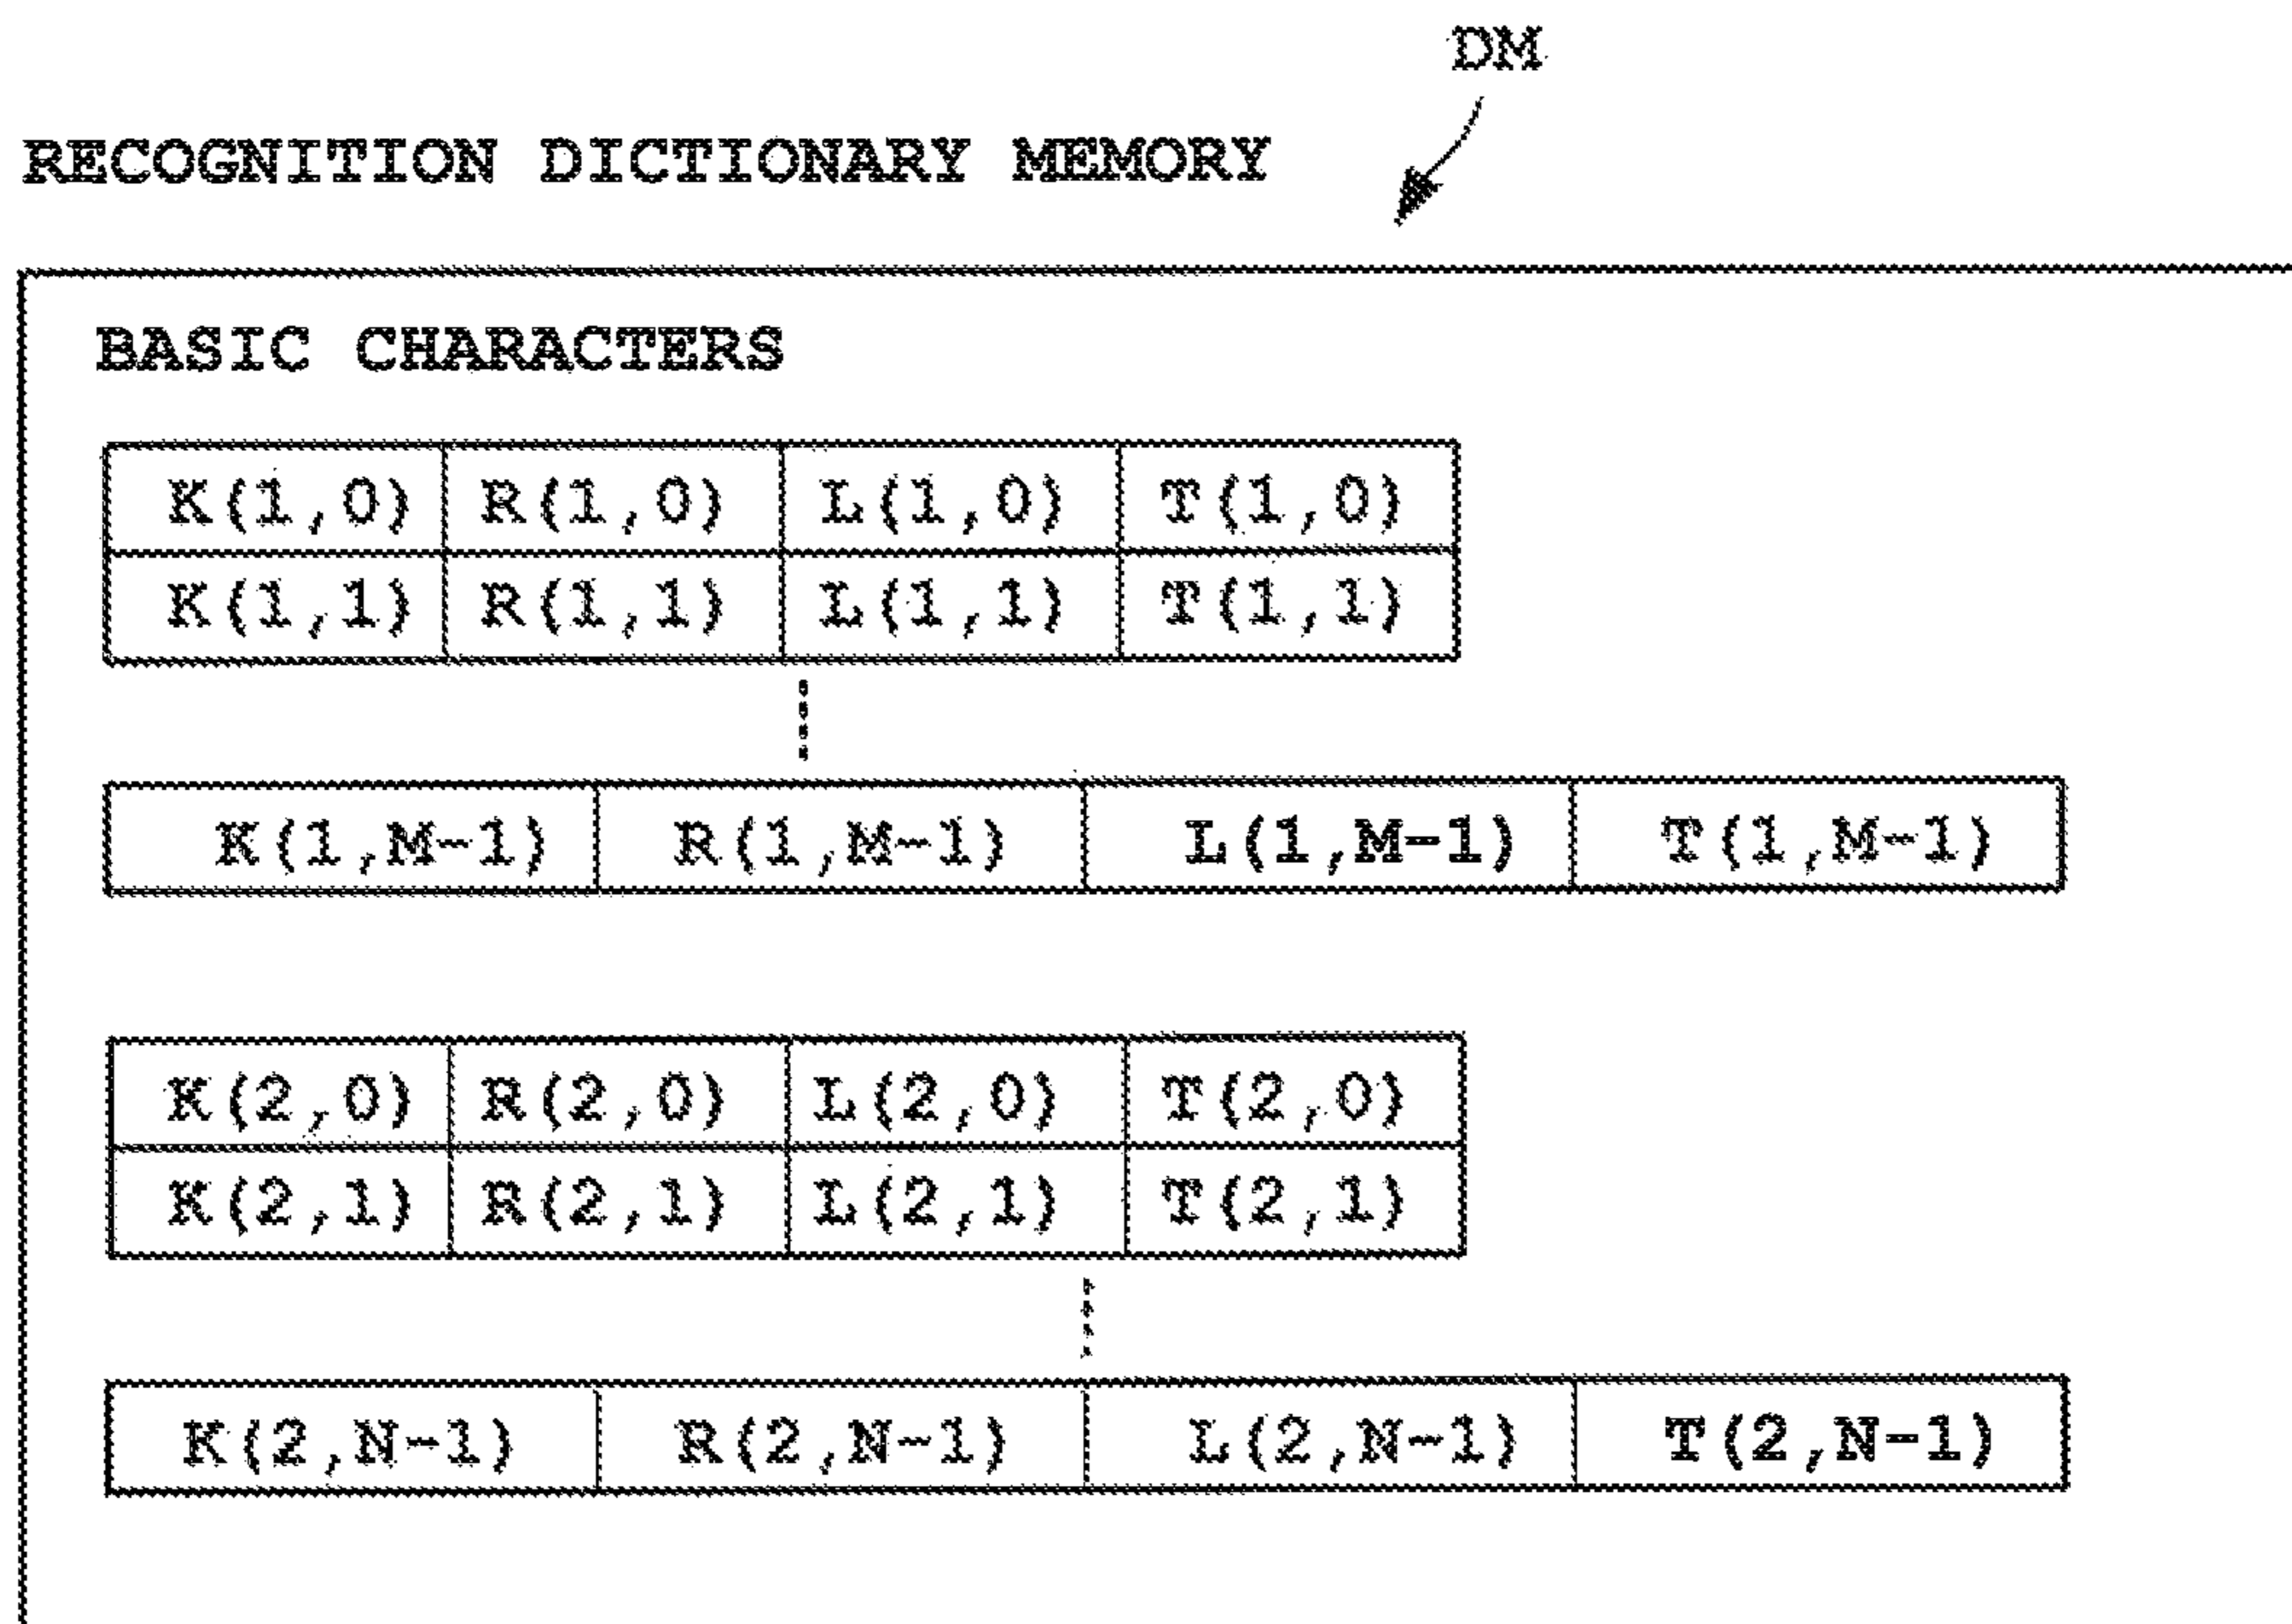 DM
RECOGNITION DICTIONARY MEMORY
BASIC CHARACTERS
K(1,0) R(1,0) L(1,0) T(1,0)
K(1,1) R(1,1) L(1,1) T(1,1)
K(1,M-1) R(1,M-1) L(1,M-1) T(1,M-1)
K(2,0) R(2,0) L(2,0) T(2,0)
K(2,1) R(2,1) L(2,1) T(2,1)
K(2,N-1) R(2,N-1) L(2,N-1) T(2,N-1)